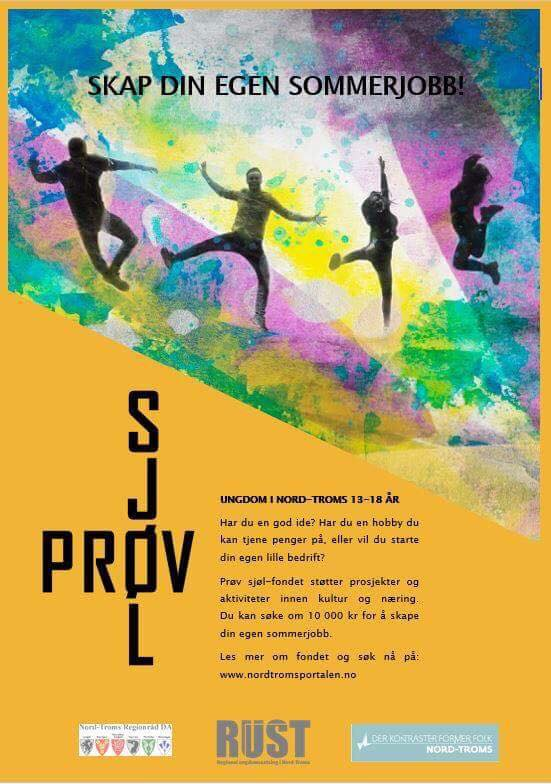 SKAP DIN EGEN SOMMERJOBB!
PRØV
SJØL
UNGDOM I NORD-TROMS 13-18 ÅR
Har du en god ide? Har du en hobby du
kan tjene penger på, eller vil du starte
din egen lille bedrift?
Prøv sjøl-fondet støtter prosjekter og
aktiviteter innen kultur og næring.
Du kan søke om 10 000 kr for å skape
din egen sommerjobb.
Les mer om fondet og søk nå på:
www.nordtromsportalen.no
Nord-Troms Regionråd DA
RUST
Regional ungdomssatsing i Nord-Troms
DER KONTRASTER FORMER FOLK
NORD-TROMS